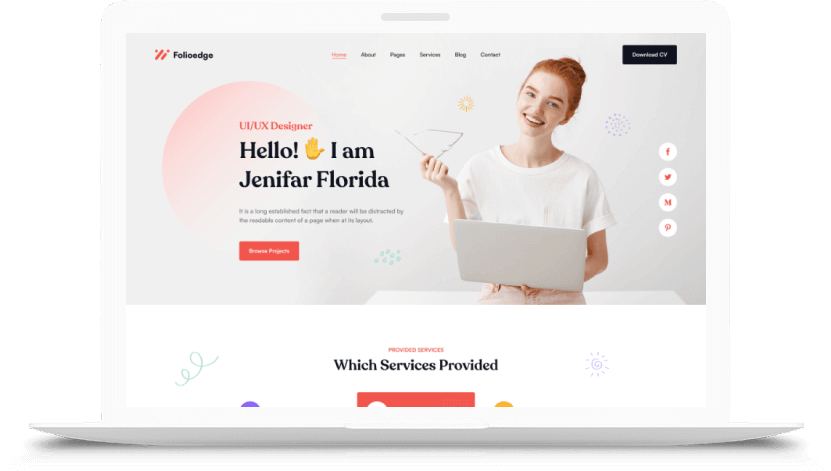 Folioedge
Home About Pages Services Blog Contact
Download CV
UI/UX Designer
Hello! ✋ I am
Jenifar Florida
It is a long established fact that a reader will be distracted by
the readable content of a page when at its layout.
Browse Projects
PROVIDED SERVICES
Which Services Provided